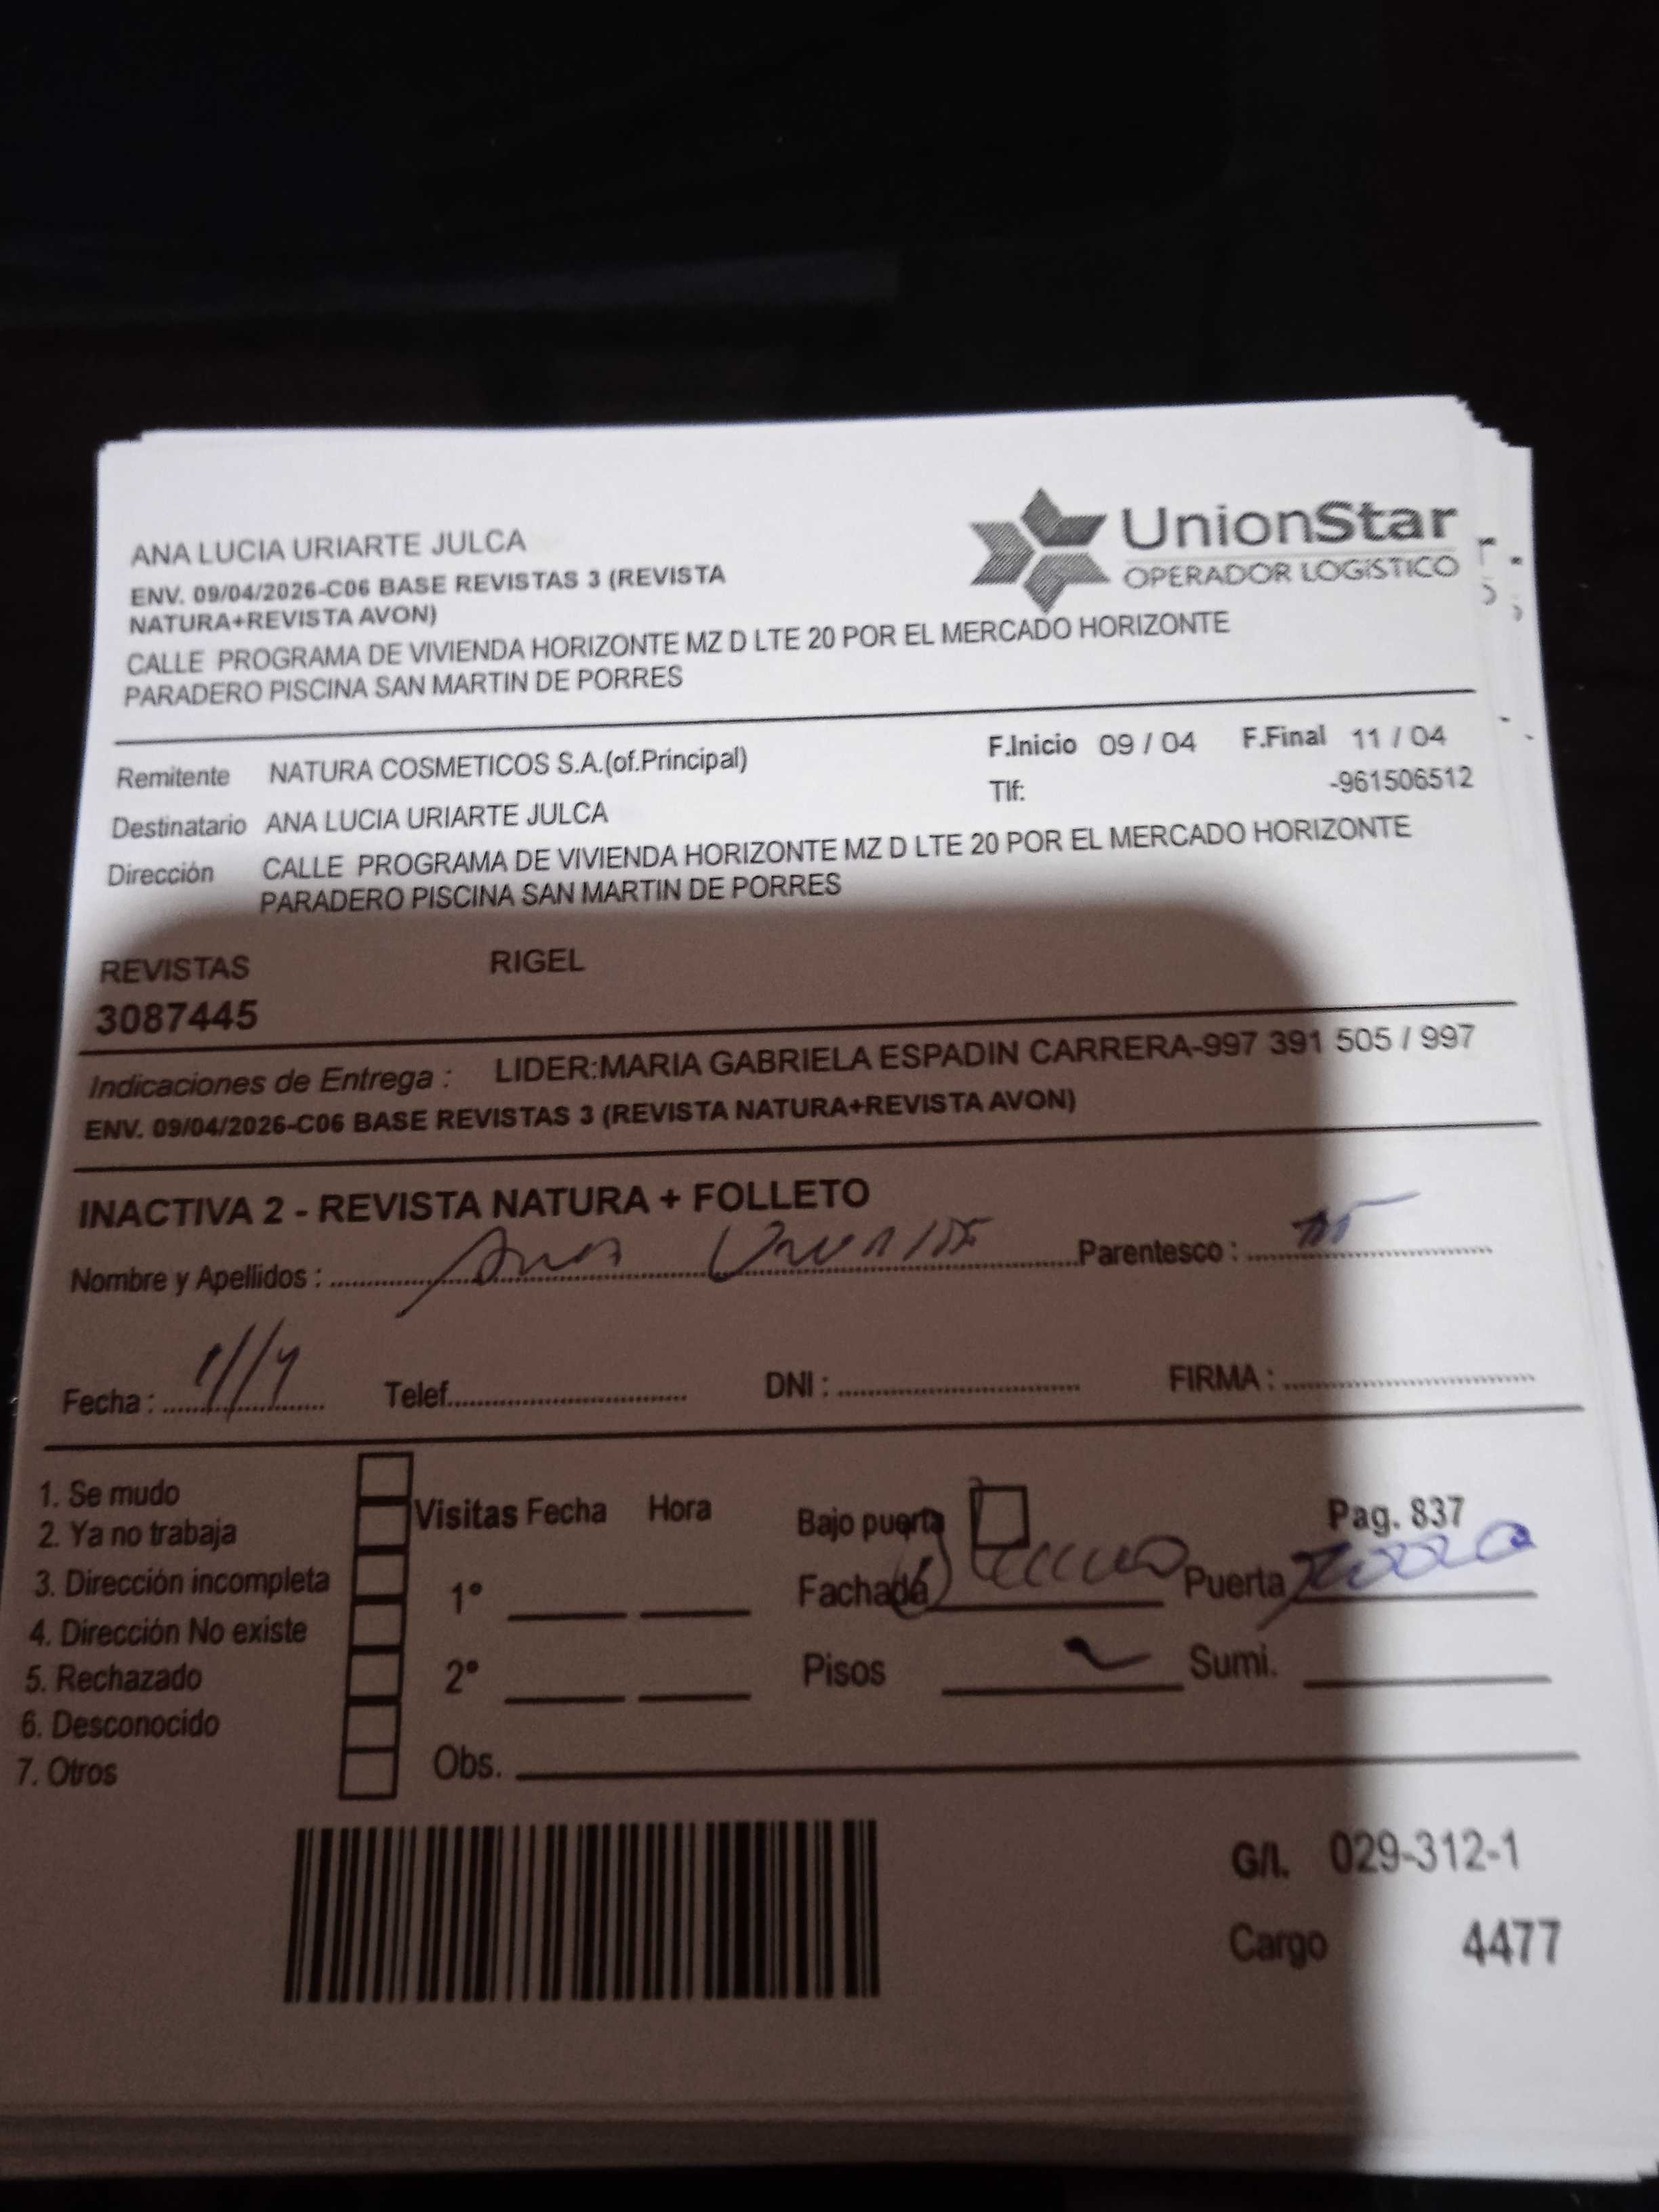 ANA LUCIA URIARTE JULCA
ENV. 09/04/2026-C06 BASE REVISTAS 3 (REVISTA
NATURA+REVISTA AVON)
CALLE PROGRAMA DE VIVIENDA HORIZONTE MZ D LTE 20 POR EL MERCADO HORIZONTE
PARADERO PISCINA SAN MARTIN DE PORRES
UnionStar
OPERADOR LOGÍSTICO
Remitente NATURA COSMETICOS S.A.(of.Principal)
F.Inicio 09 / 04 F.Final 11 / 04
Tlf: -961506512
Destinatario ANA LUCIA URIARTE JULCA
Dirección CALLE PROGRAMA DE VIVIENDA HORIZONTE MZ D LTE 20 POR EL MERCADO HORIZONTE
PARADERO PISCINA SAN MARTIN DE PORRES
REVISTAS RIGEL
3087445
Indicaciones de Entrega : LIDER:MARIA GABRIELA ESPADIN CARRERA-997 391 505 / 997
ENV. 09/04/2026-C06 BASE REVISTAS 3 (REVISTA NATURA+REVISTA AVON)
INACTIVA 2 - REVISTA NATURA + FOLLETO
Nombre y Apellidos : Ana Uriarte Parentesco :
Fecha : Telef. DNI : FIRMA :
1. Se mudo
2. Ya no trabaja
3. Dirección incompleta
4. Dirección No existe
5. Rechazado
6. Desconocido
7. Otros
Visitas Fecha Hora
1º
2º
Obs.
Bajo puerta
Pag. 837
Fachada Puerta
Pisos 2 Sumi.
G/I. 029-312-1
Cargo 4477